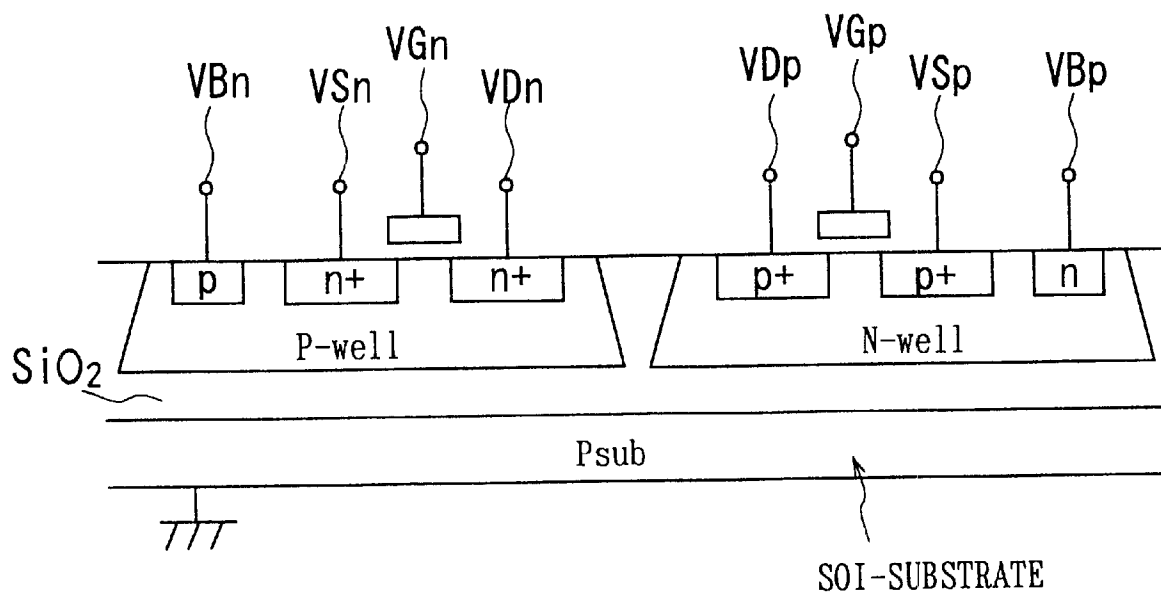 VGn
VGp
VBn
VSn
VDn
VDp
VSp
VBp
p
n+
n+
p+
p+
n
P-well
N-well
SiO₂
Psub
SOI-SUBSTRATE